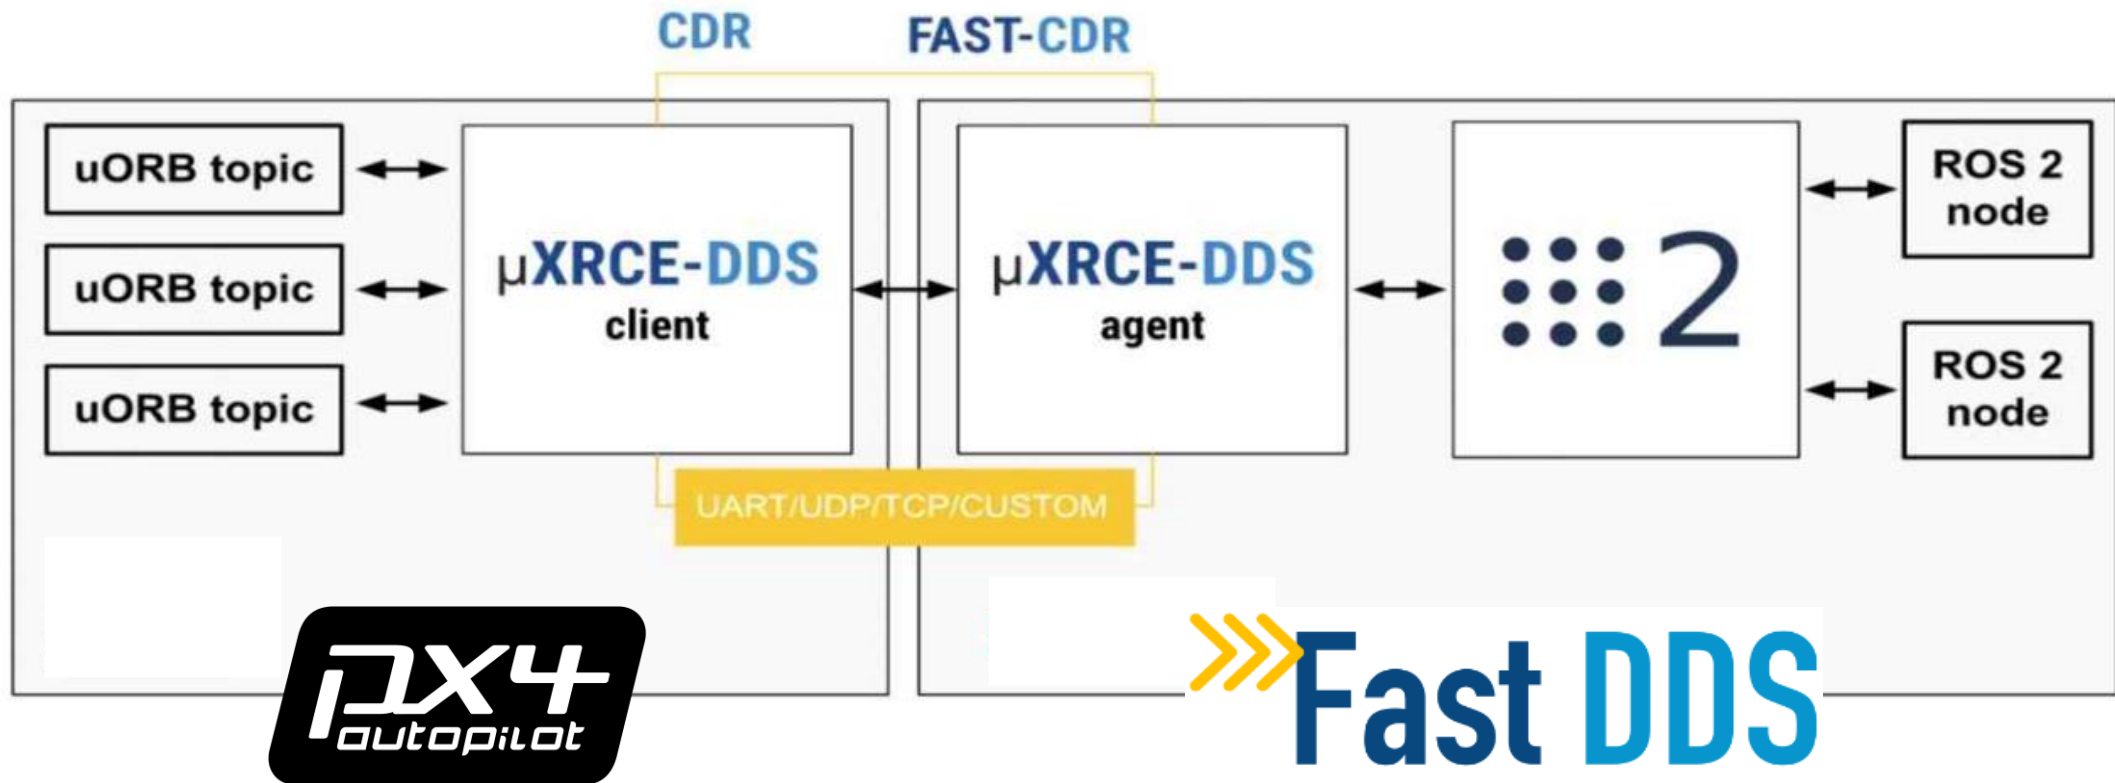 CDR
FAST-CDR
uORB topic
uORB topic
uORB topic
µXRCE-DDS
client
µXRCE-DDS
agent
2
ROS 2
node
ROS 2
node
UART/UDP/TCP/CUSTOM
px4
autopilot
Fast DDS